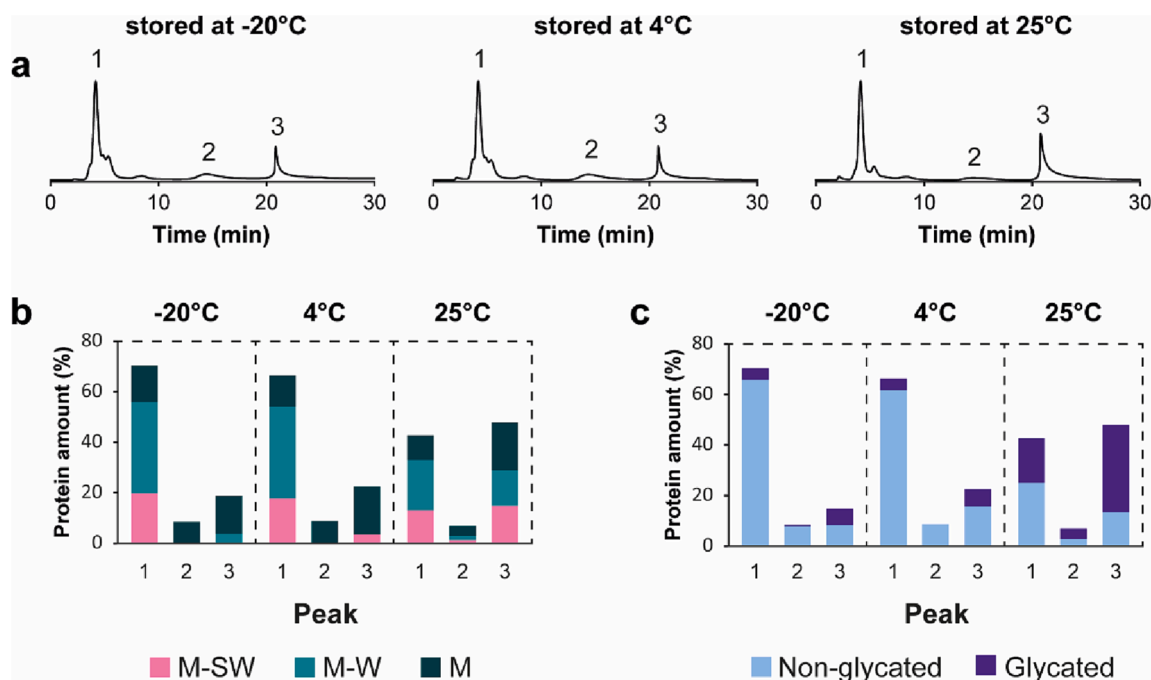 stored at -20°C stored at 4°C stored at 25°C
a
1 2 3
1 2 3
1 2 3
0 10 20 30 0 10 20 30 0 10 20 30
Time (min) Time (min) Time (min)
b
-20°C 4°C 25°C
Protein amount (%)
80
60
40
20
0
1 2 3 1 2 3 1 2 3
Peak
M-SW M-W M
c
-20°C 4°C 25°C
Protein amount (%)
80
60
40
20
0
1 2 3 1 2 3 1 2 3
Peak
Non-glycated Glycated